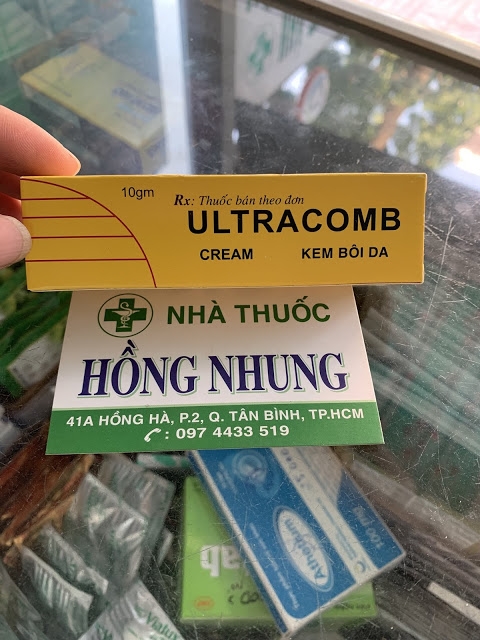 10gm
Rx: Thuốc bán theo đơn
ULTRACOMB
CREAM KEM BÔI DA
NHÀ THUỐC
HỒNG NHUNG
41A HỒNG HÀ, P.2, Q. TÂN BÌNH, TP.HCM
: 097 4433 519